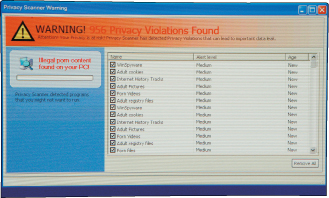 Privacy Scanner Warning
WARNING! 956 Privacy Violations Found
Attention! Your Privacy is at risk! Privacy Scanner has detected Privacy violations that can lead to important data leak.
Illegal porn content
found on your PC!
Privacy Scanner detected programs
that you might not want to run.
Name Alert level Age
WinSpyware Medium New
Adult cookies Medium New
Internet History Tracks Medium New
Adult Pictures Medium New
Porn Videos Medium New
Adult registry files Medium New
WinSpyware Medium New
Adult cookies Medium New
Internet History Tracks Medium New
Adult Pictures Medium New
Porn Videos Medium New
Adult registry files Medium New
Porn files Medium New
Remove All